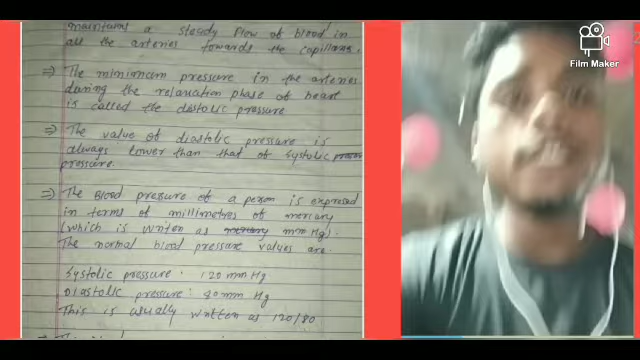 maintains a steady flow of blood in
all the arteries towards the capillaries.
⇒ The minimum pressure in the arteries
during the relaxation phase of heart
is called the diastolic pressure
⇒ The value of diastolic pressure is
always lower than that of systolic
pressure.
⇒ The Blood pressure of a person is expressed
in terms of millimetres of mercury
(which is written as mmHg).
The normal blood pressure values are.
Systolic pressure : 120 mm Hg
Diastolic pressure : 80 mm Hg
This is usually written as 120/80
Film Maker